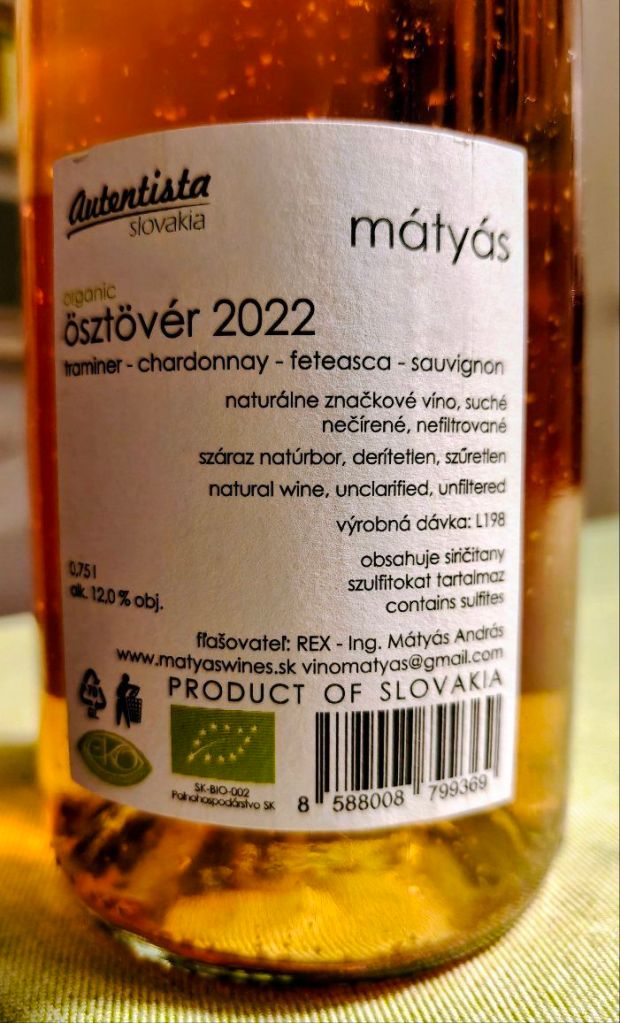 Autentista
slovakia
mátyás
organic
ösztövér 2022
traminer - chardonnay - feteasca - sauvignon
naturálne značkové víno, suché
nečírené, nefiltrované
száraz natúrbor, derítetlen, szűretlen
natural wine, unclarified, unfiltered
výrobná dávka: L198
0,75 l
alk. 12,0 % obj.
obsahuje siričitany
szulfitokat tartalmaz
contains sulfites
fľašovateľ: REX - Ing. Mátyás András
www.matyaswines.sk vinomatyas@gmail.com
PRODUCT OF SLOVAKIA
EKO
SK-BIO-002
Poľnohospodárstvo SK
8 588008 799369